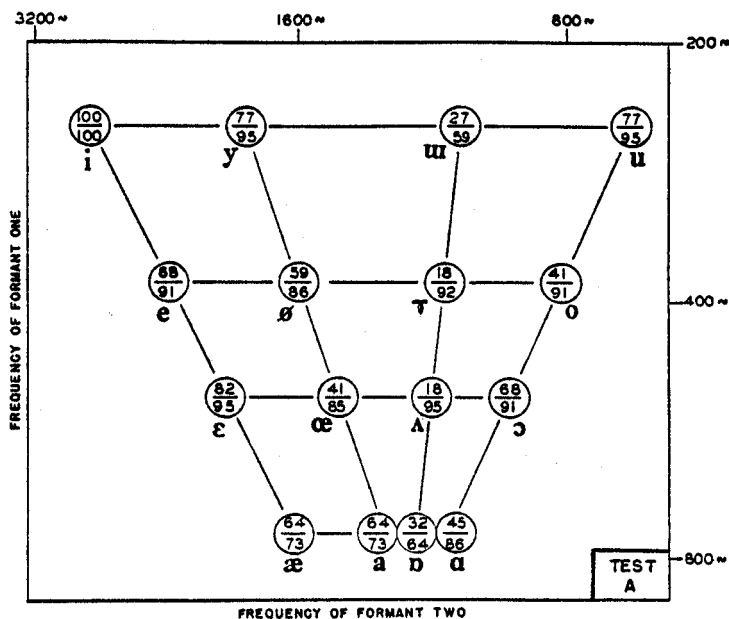 3200~ 1600~ 800~
200~
100 77 27 77
100 95 59 95
i y ɯ u
68 59 18 41
91 86 92 91
400~
e ø ɤ o
82 41 18 68
95 85 95 91
ɛ œ ʌ ɔ
64 64 32 45
73 73 64 86
800~
æ a ɒ ɑ
TEST
A
FREQUENCY OF FORMANT ONE
FREQUENCY OF FORMANT TWO